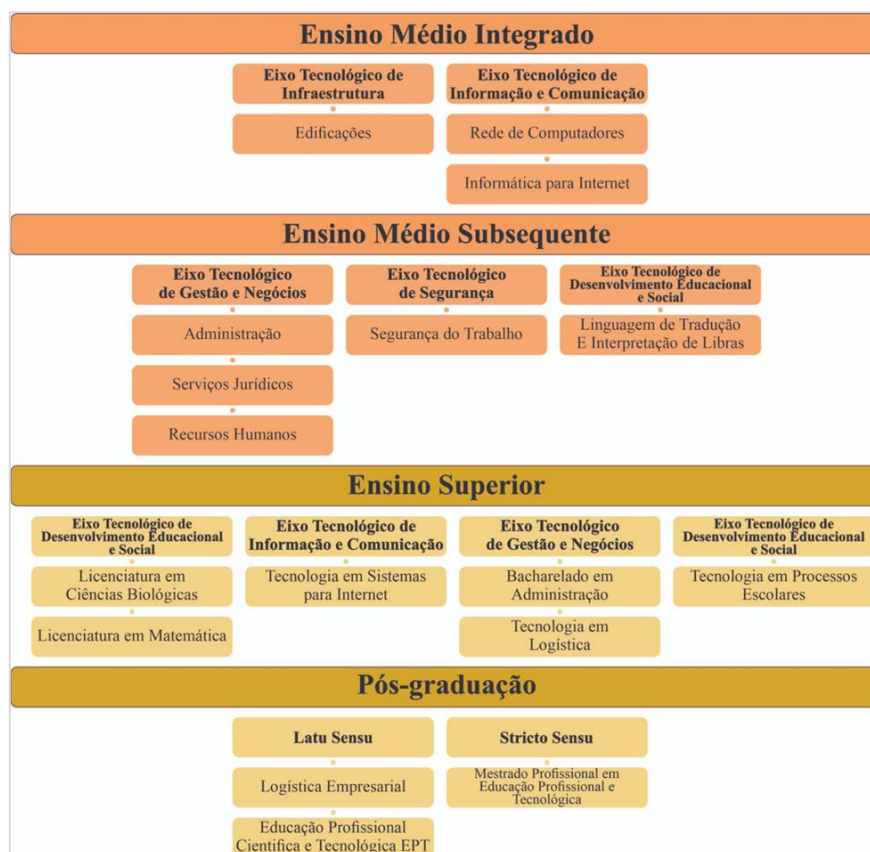 Ensino Médio Integrado
Eixo Tecnológico de
Infraestrutura
Edificações
Eixo Tecnológico de
Informação e Comunicação
Rede de Computadores
Informática para Internet
Ensino Médio Subsequente
Eixo Tecnológico
de Gestão e Negócios
Administração
Serviços Jurídicos
Recursos Humanos
Eixo Tecnológico
de Segurança
Segurança do Trabalho
Eixo Tecnológico de
Desenvolvimento Educacional
e Social
Linguagem de Tradução
E Interpretação de Libras
Ensino Superior
Eixo Tecnológico de
Desenvolvimento Educacional
e Social
Licenciatura em
Ciências Biológicas
Licenciatura em Matemática
Eixo Tecnológico de
Informação e Comunicação
Tecnologia em Sistemas
para Internet
Eixo Tecnológico
de Gestão e Negócios
Bacharelado em
Administração
Tecnologia em
Logística
Eixo Tecnológico de
Desenvolvimento Educacional
e Social
Tecnologia em Processos
Escolares
Pós-graduação
Latu Sensu
Logística Empresarial
Educação Profissional
Cientifica e Tecnológica EPT
Stricto Sensu
Mestrado Profissional em
Educação Profissional e
Tecnológica